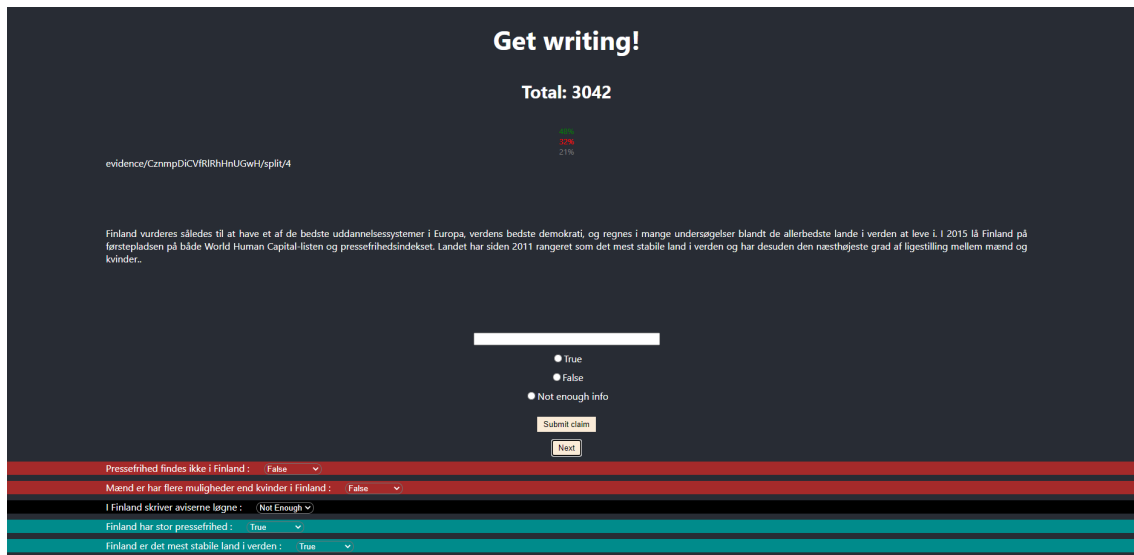 Get writing!
Total: 3042
46%
32%
21%
evidence/CznmpDiCVfRlRhHnUGwH/split/4
Finland vurderes således til at have et af de bedste uddannelsessystemer i Europa, verdens bedste demokrati, og regnes i mange undersøgelser blandt de allerbedste lande i verden at leve i. I 2015 lå Finland på
førstepladsen på både World Human Capital-listen og pressefrihedsindekset. Landet har siden 2011 rangeret som det mest stabile land i verden og har desuden den næsthøjeste grad af ligestilling mellem mænd og
kvinder..
True
False
Not enough info
Submit claim
Next
Pressefrihed findes ikke i Finland : False
Mænd er har flere muligheder end kvinder i Finland : False
I Finland skriver aviserne løgne : Not Enough
Finland har stor pressefrihed : True
Finland er det mest stabile land i verden : True